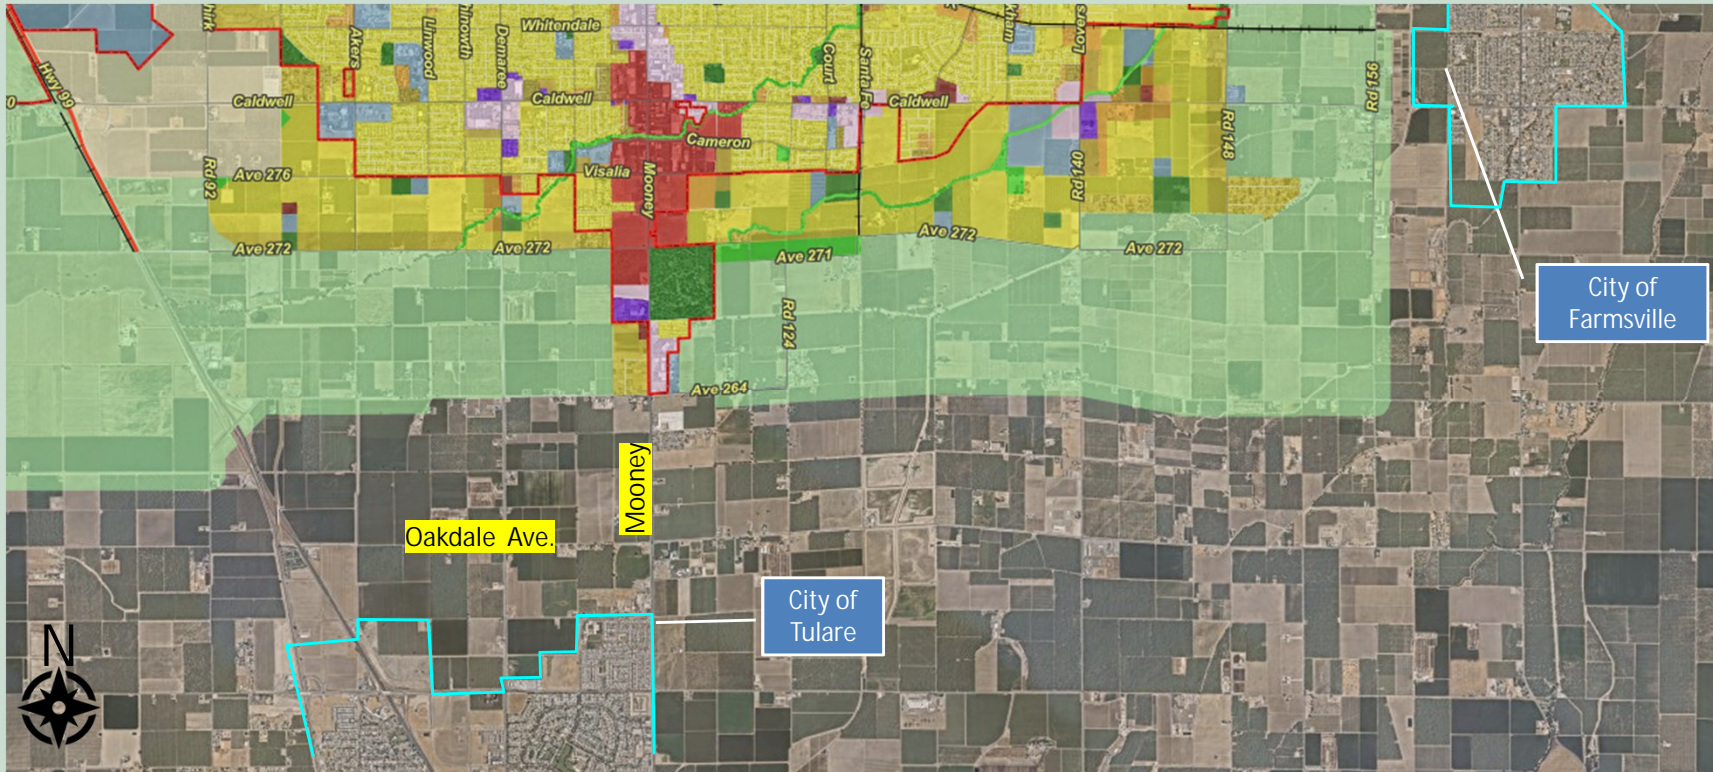 Whitendale
Akers
Linwood
Demaree
Court
Santa Fe
Lovers
Hwy 99
Caldwell
Caldwell
Caldwell
Rd 156
Cameron
Rd 148
Rd 92
Ave 276
Visalia
Mooney
Rd 140
Ave 272
Ave 272
Ave 272
Ave 272
Ave 271
City of
Farmsville
Rd 124
Ave 264
Mooney
Oakdale Ave.
City of
Tulare
N